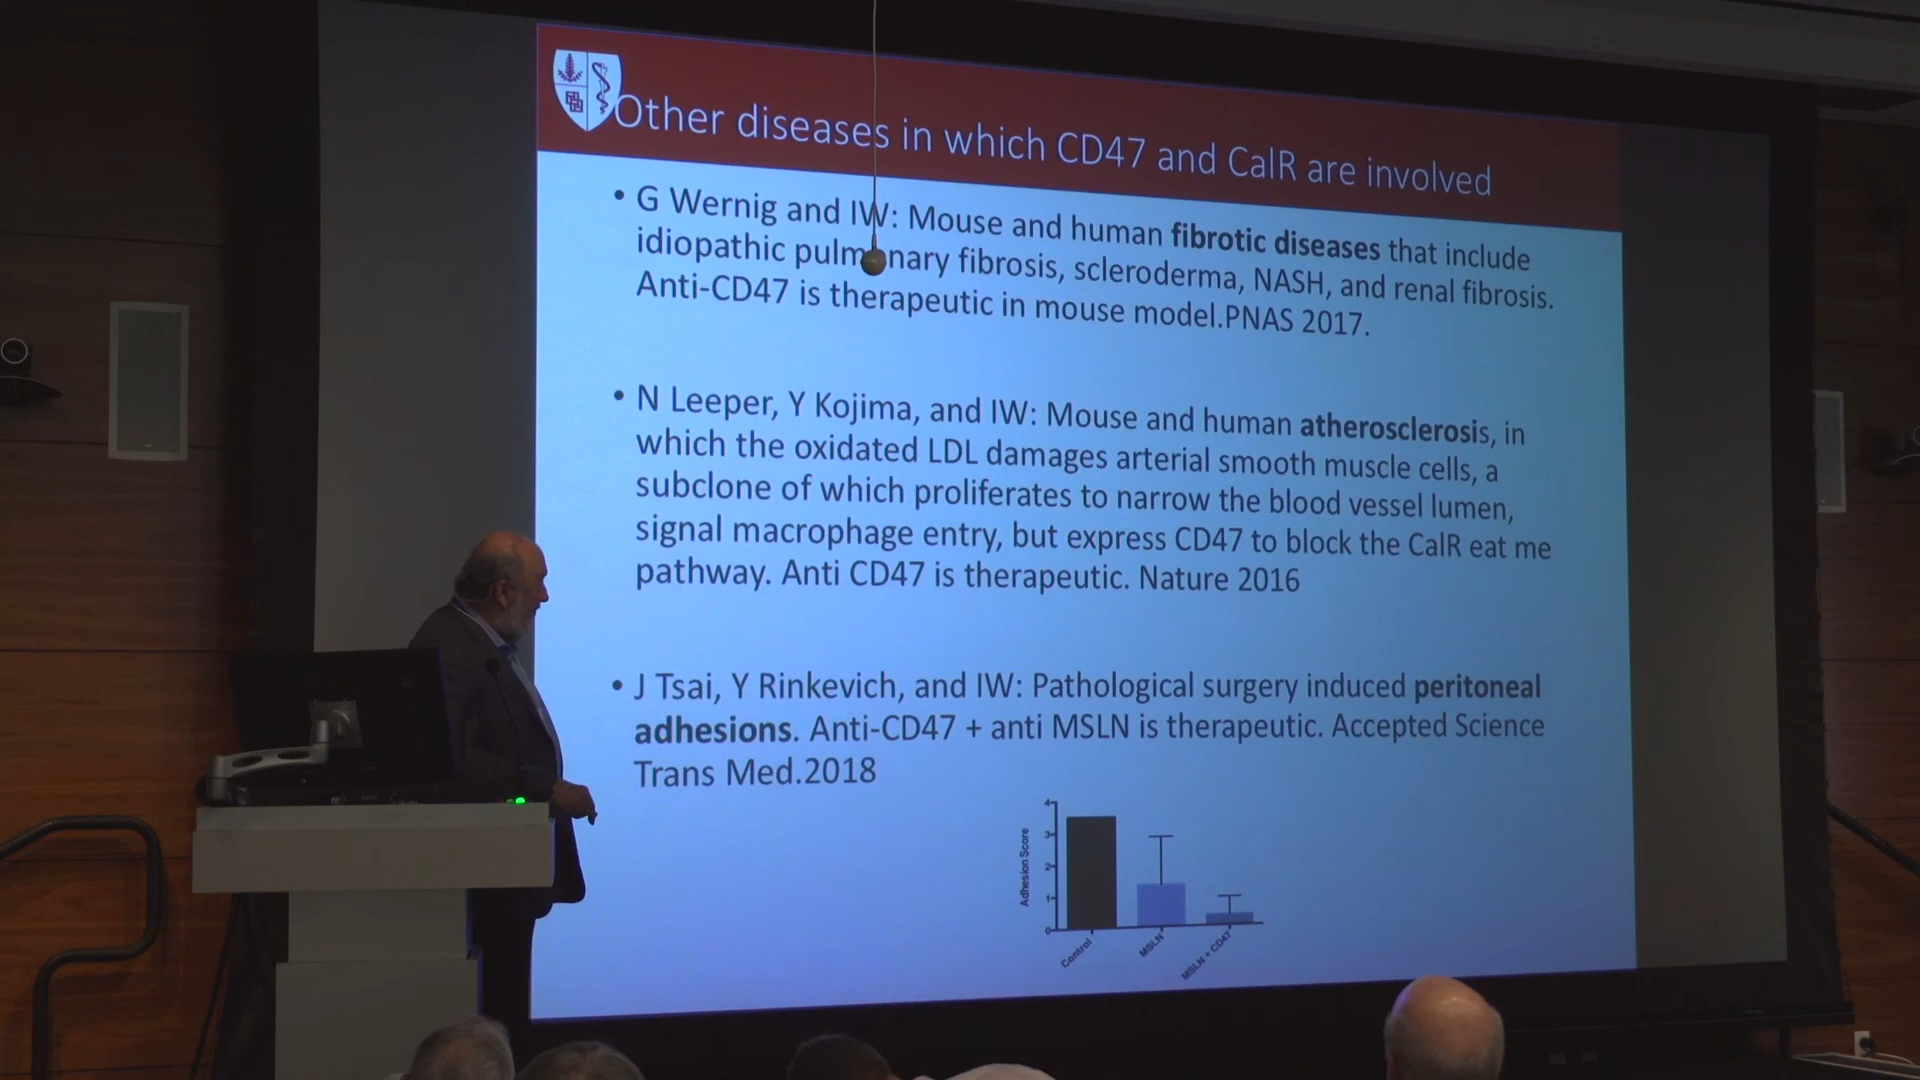 Other diseases in which CD47 and CalR are involved
• G Wernig and IW: Mouse and human fibrotic diseases that include
idiopathic pulmonary fibrosis, scleroderma, NASH, and renal fibrosis.
Anti-CD47 is therapeutic in mouse model.PNAS 2017.
• N Leeper, Y Kojima, and IW: Mouse and human atherosclerosis, in
which the oxidated LDL damages arterial smooth muscle cells, a
subclone of which proliferates to narrow the blood vessel lumen,
signal macrophage entry, but express CD47 to block the CalR eat me
pathway. Anti CD47 is therapeutic. Nature 2016
• J Tsai, Y Rinkevich, and IW: Pathological surgery induced peritoneal
adhesions. Anti-CD47 + anti MSLN is therapeutic. Accepted Science
Trans Med.2018
Adhesion Score
4
3
2
1
0
Control
MSLN
MSLN + CD47